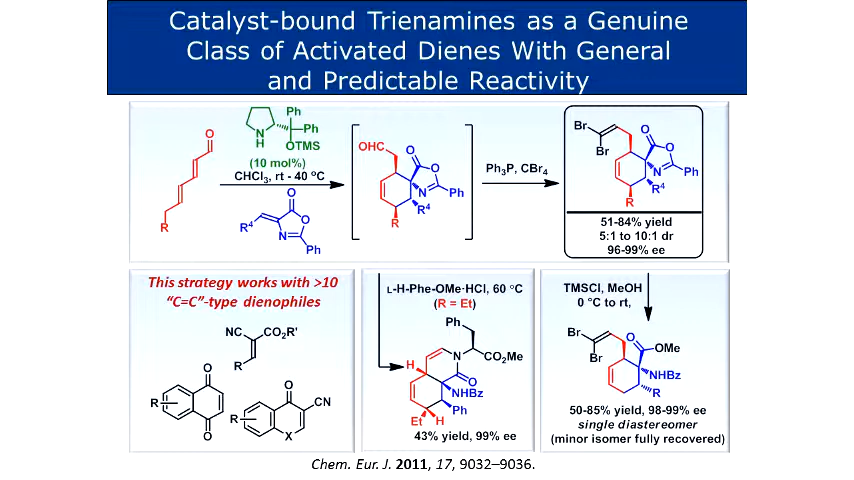 Catalyst-bound Trienamines as a Genuine
Class of Activated Dienes With General
and Predictable Reactivity
O
R
N
H
Ph
Ph
OTMS
(10 mol%)
CHCl3, rt - 40 °C
R4
O
O
N
Ph
OHC
O
O
N
Ph
R4
R
Ph3P, CBr4
Br
Br
O
O
N
Ph
R4
R
51-84% yield
5:1 to 10:1 dr
96-99% ee
This strategy works with >10
"C=C"-type dienophiles
NC
CO2R'
R
O
R
O
O
CN
R
X
L-H-Phe-OMe·HCl, 60 °C
(R = Et)
Ph
N
CO2Me
H
O
NHBz
Ph
Et
H
43% yield, 99% ee
TMSCl, MeOH
0 °C to rt,
Br
Br
O
OMe
NHBz
R
50-85% yield, 98-99% ee
single diastereomer
(minor isomer fully recovered)
Chem. Eur. J. 2011, 17, 9032–9036.